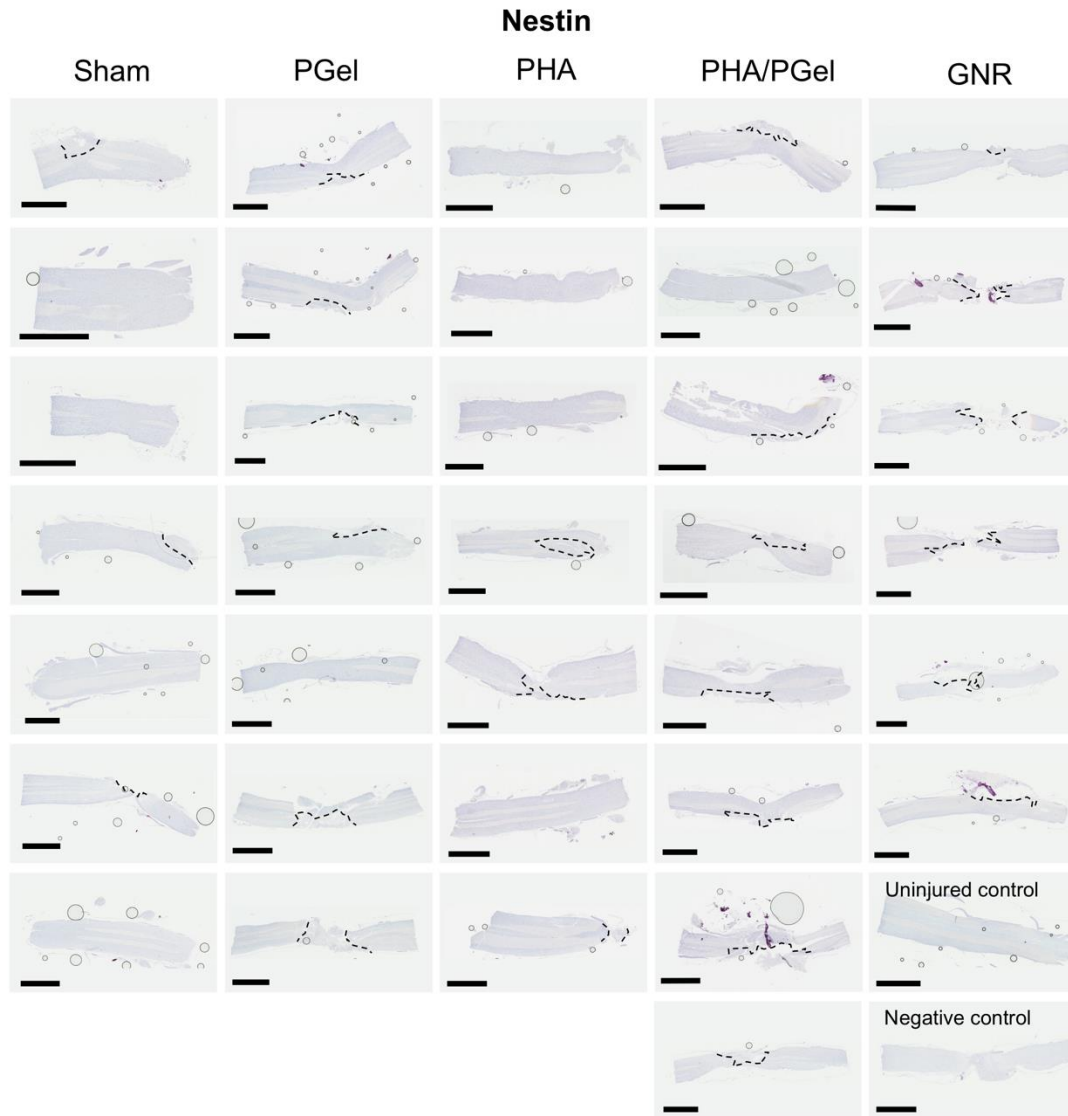 Nestin
Sham PGel PHA PHA/PGel GNR
Uninjured control
Negative control